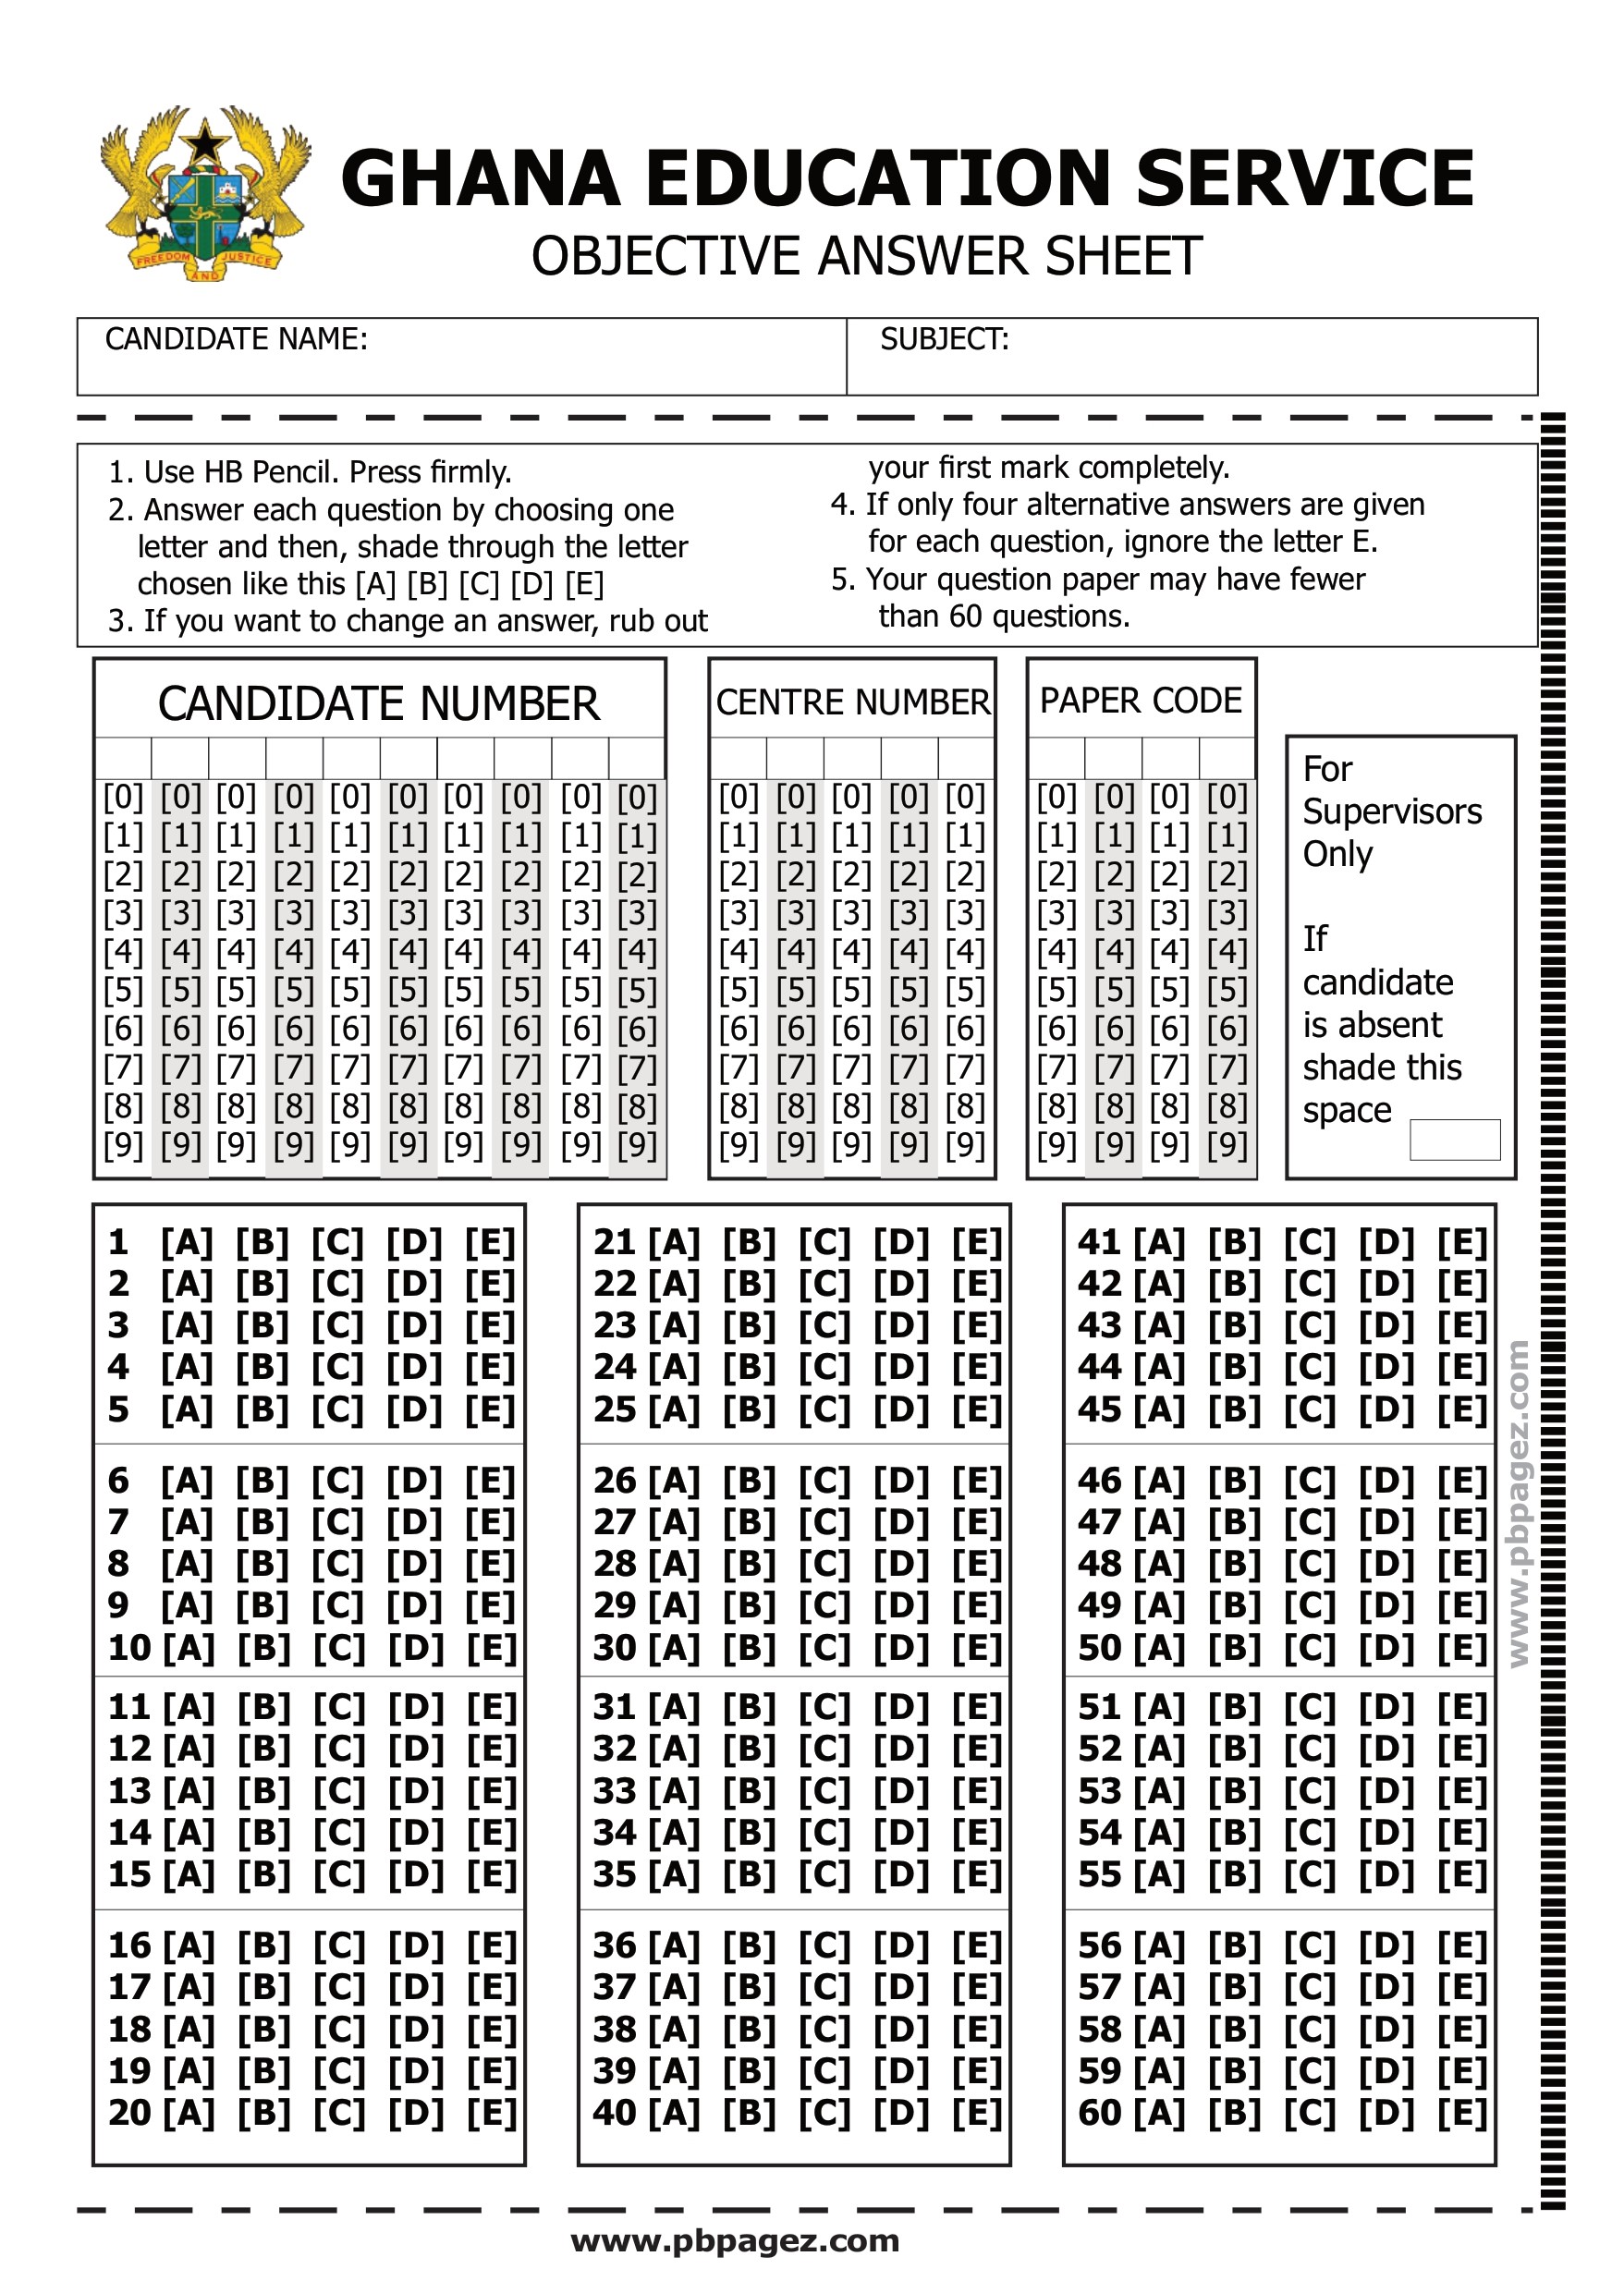 FREEDOM AND JUSTICE
GHANA EDUCATION SERVICE
OBJECTIVE ANSWER SHEET
CANDIDATE NAME:
SUBJECT:
1. Use HB Pencil. Press firmly.
2. Answer each question by choosing one
letter and then, shade through the letter
chosen like this [A] [B] [C] [D] [E]
3. If you want to change an answer, rub out
your first mark completely.
4. If only four alternative answers are given
for each question, ignore the letter E.
5. Your question paper may have fewer
than 60 questions.
CANDIDATE NUMBER
[0] [0] [0] [0] [0] [0] [0] [0] [0] [0]
[1] [1] [1] [1] [1] [1] [1] [1] [1] [1]
[2] [2] [2] [2] [2] [2] [2] [2] [2] [2]
[3] [3] [3] [3] [3] [3] [3] [3] [3] [3]
[4] [4] [4] [4] [4] [4] [4] [4] [4] [4]
[5] [5] [5] [5] [5] [5] [5] [5] [5] [5]
[6] [6] [6] [6] [6] [6] [6] [6] [6] [6]
[7] [7] [7] [7] [7] [7] [7] [7] [7] [7]
[8] [8] [8] [8] [8] [8] [8] [8] [8] [8]
[9] [9] [9] [9] [9] [9] [9] [9] [9] [9]
CENTRE NUMBER
[0] [0] [0] [0] [0]
[1] [1] [1] [1] [1]
[2] [2] [2] [2] [2]
[3] [3] [3] [3] [3]
[4] [4] [4] [4] [4]
[5] [5] [5] [5] [5]
[6] [6] [6] [6] [6]
[7] [7] [7] [7] [7]
[8] [8] [8] [8] [8]
[9] [9] [9] [9] [9]
PAPER CODE
[0] [0] [0] [0]
[1] [1] [1] [1]
[2] [2] [2] [2]
[3] [3] [3] [3]
[4] [4] [4] [4]
[5] [5] [5] [5]
[6] [6] [6] [6]
[7] [7] [7] [7]
[8] [8] [8] [8]
[9] [9] [9] [9]
For
Supervisors
Only
If
candidate
is absent
shade this
space
1 [A] [B] [C] [D] [E]
2 [A] [B] [C] [D] [E]
3 [A] [B] [C] [D] [E]
4 [A] [B] [C] [D] [E]
5 [A] [B] [C] [D] [E]
6 [A] [B] [C] [D] [E]
7 [A] [B] [C] [D] [E]
8 [A] [B] [C] [D] [E]
9 [A] [B] [C] [D] [E]
10 [A] [B] [C] [D] [E]
11 [A] [B] [C] [D] [E]
12 [A] [B] [C] [D] [E]
13 [A] [B] [C] [D] [E]
14 [A] [B] [C] [D] [E]
15 [A] [B] [C] [D] [E]
16 [A] [B] [C] [D] [E]
17 [A] [B] [C] [D] [E]
18 [A] [B] [C] [D] [E]
19 [A] [B] [C] [D] [E]
20 [A] [B] [C] [D] [E]
21 [A] [B] [C] [D] [E]
22 [A] [B] [C] [D] [E]
23 [A] [B] [C] [D] [E]
24 [A] [B] [C] [D] [E]
25 [A] [B] [C] [D] [E]
26 [A] [B] [C] [D] [E]
27 [A] [B] [C] [D] [E]
28 [A] [B] [C] [D] [E]
29 [A] [B] [C] [D] [E]
30 [A] [B] [C] [D] [E]
31 [A] [B] [C] [D] [E]
32 [A] [B] [C] [D] [E]
33 [A] [B] [C] [D] [E]
34 [A] [B] [C] [D] [E]
35 [A] [B] [C] [D] [E]
36 [A] [B] [C] [D] [E]
37 [A] [B] [C] [D] [E]
38 [A] [B] [C] [D] [E]
39 [A] [B] [C] [D] [E]
40 [A] [B] [C] [D] [E]
41 [A] [B] [C] [D] [E]
42 [A] [B] [C] [D] [E]
43 [A] [B] [C] [D] [E]
44 [A] [B] [C] [D] [E]
45 [A] [B] [C] [D] [E]
46 [A] [B] [C] [D] [E]
47 [A] [B] [C] [D] [E]
48 [A] [B] [C] [D] [E]
49 [A] [B] [C] [D] [E]
50 [A] [B] [C] [D] [E]
51 [A] [B] [C] [D] [E]
52 [A] [B] [C] [D] [E]
53 [A] [B] [C] [D] [E]
54 [A] [B] [C] [D] [E]
55 [A] [B] [C] [D] [E]
56 [A] [B] [C] [D] [E]
57 [A] [B] [C] [D] [E]
58 [A] [B] [C] [D] [E]
59 [A] [B] [C] [D] [E]
60 [A] [B] [C] [D] [E]
www.pbpagez.com
www.pbpagez.com